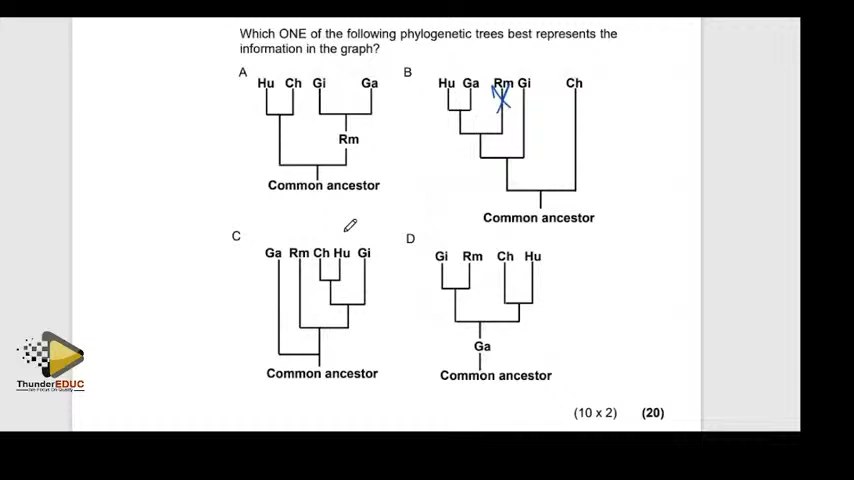 Which ONE of the following phylogenetic trees best represents the
information in the graph?
A
Hu Ch Gi Ga
Rm
Common ancestor
B
Hu Ga Rm Gi Ch
Common ancestor
C
Ga Rm Ch Hu Gi
Common ancestor
D
Gi Rm Ch Hu
Ga
Common ancestor
ThunderEDUC
(10 x 2) (20)